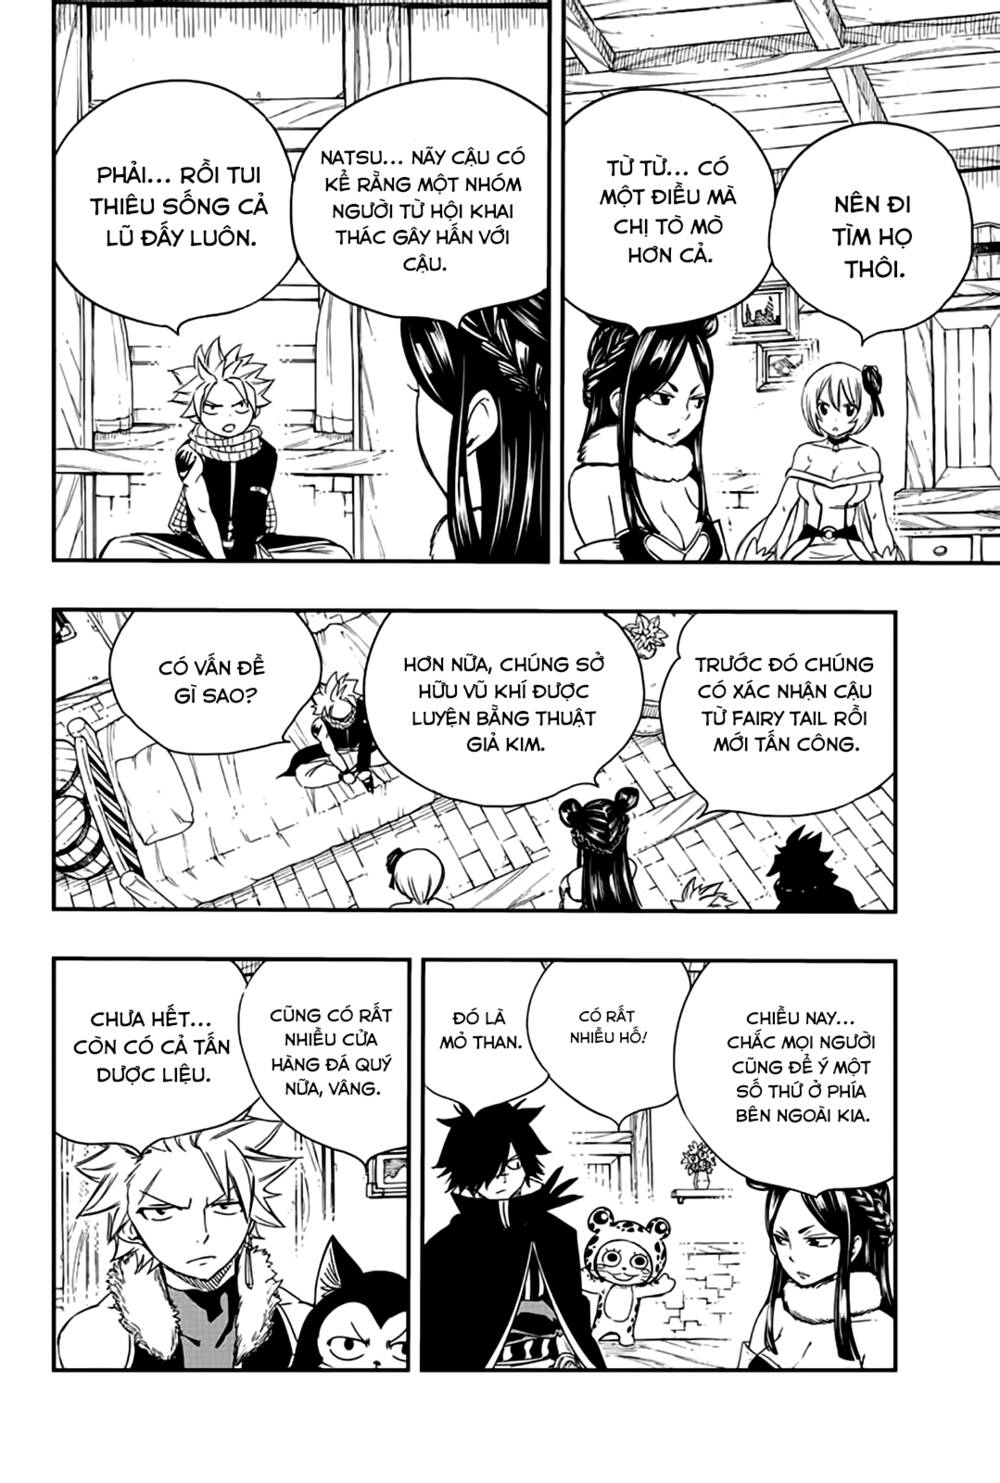 NÊN ĐI
TÌM HỌ
THÔI.
TỪ TỪ... CÓ
MỘT ĐIỀU MÀ
CHỊ TÒ MÒ
HƠN CẢ.
NATSU... NÃY CẬU CÓ
KỂ RẰNG MỘT NHÓM
NGƯỜI TỪ HỘI KHAI
THÁC GÂY HẤN VỚI
CẬU.
PHẢI... RỒI TUI
THIÊU SỐNG CẢ
LŨ ĐẤY LUÔN.
TRƯỚC ĐÓ CHÚNG
CÓ XÁC NHẬN CẬU
TỪ FAIRY TAIL RỒI
MỚI TẤN CÔNG.
HƠN NỮA, CHÚNG SỞ
HỮU VŨ KHÍ ĐƯỢC
LUYỆN BẰNG THUẬT
GIẢ KIM.
CÓ VẤN ĐỀ
GÌ SAO?
CHIỀU NAY...
CHẮC MỌI NGƯỜI
CŨNG ĐỂ Ý MỘT
SỐ THỨ Ở PHÍA
BÊN NGOÀI KIA.
CÓ RẤT
NHIỀU HỐ!
ĐÓ LÀ
MỎ THAN.
CŨNG CÓ RẤT
NHIỀU CỬA
HÀNG ĐÁ QUÝ
NỮA, VÂNG.
CHƯA HẾT...
CÒN CÓ CẢ TẤN
DƯỢC LIỆU.